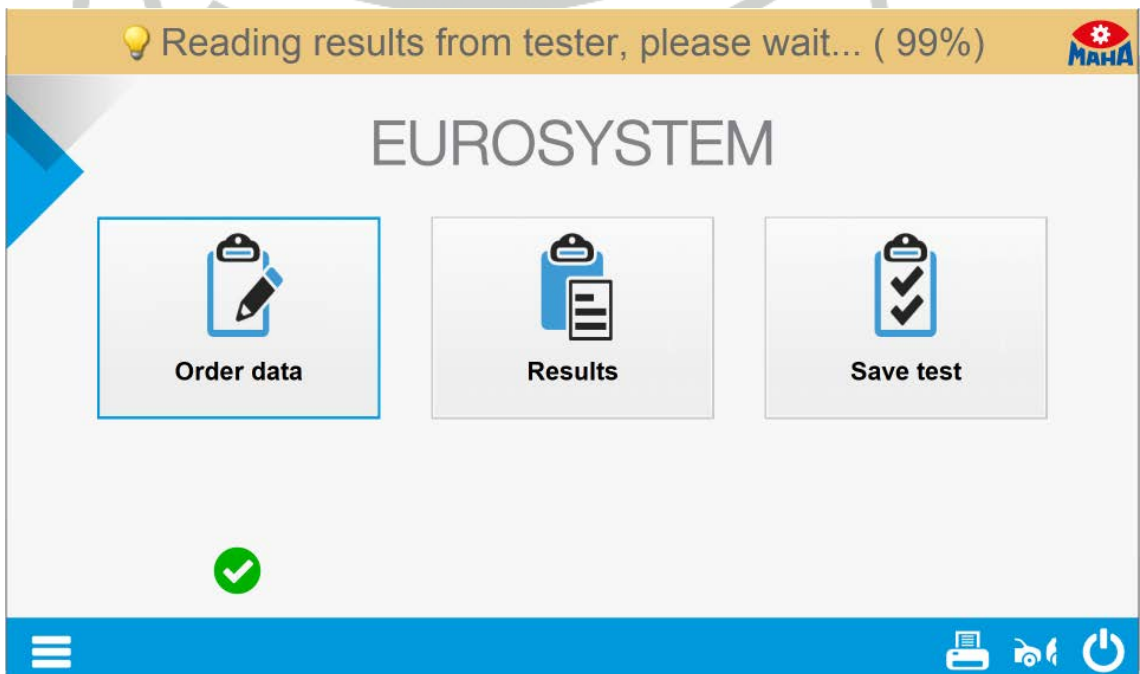 Reading results from tester, please wait... ( 99%)
MAHA
EUROSYSTEM
Order data
Results
Save test